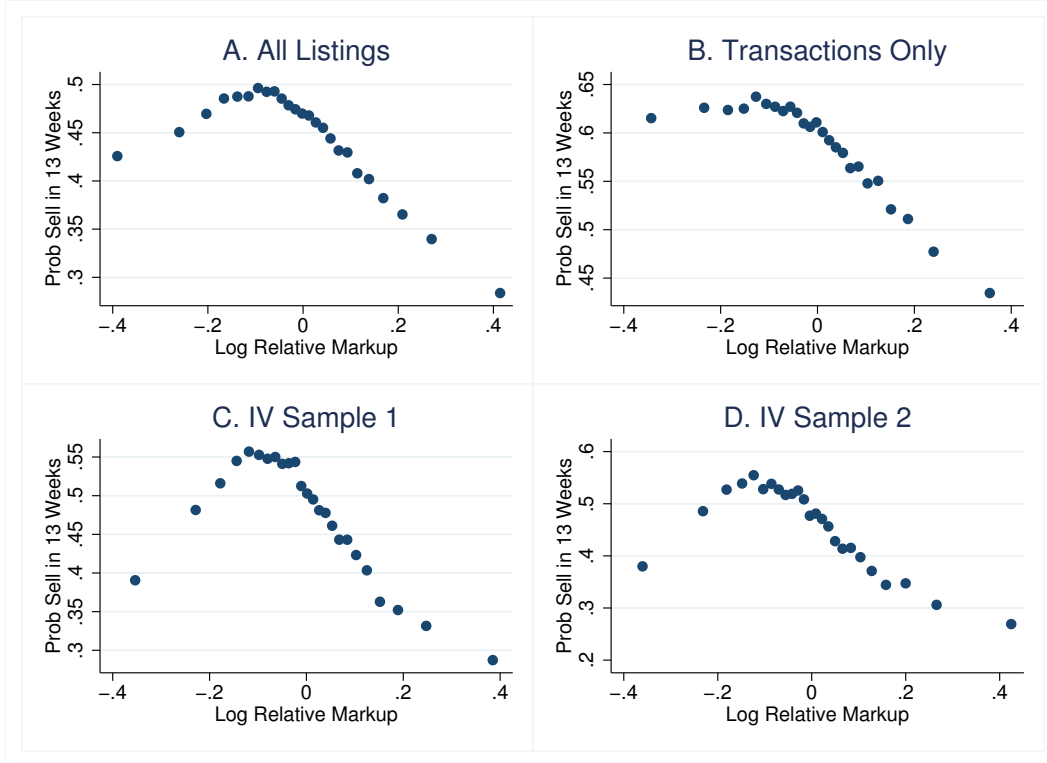 A. All Listings
Prob Sell in 13 Weeks
.5
.45
.4
.35
.3
−.4 −.2 0 .2 .4
Log Relative Markup
B. Transactions Only
Prob Sell in 13 Weeks
.65
.6
.55
.5
.45
−.4 −.2 0 .2 .4
Log Relative Markup
C. IV Sample 1
Prob Sell in 13 Weeks
.55
.5
.45
.4
.35
.3
−.4 −.2 0 .2 .4
Log Relative Markup
D. IV Sample 2
Prob Sell in 13 Weeks
.6
.5
.4
.3
.2
−.4 −.2 0 .2 .4
Log Relative Markup